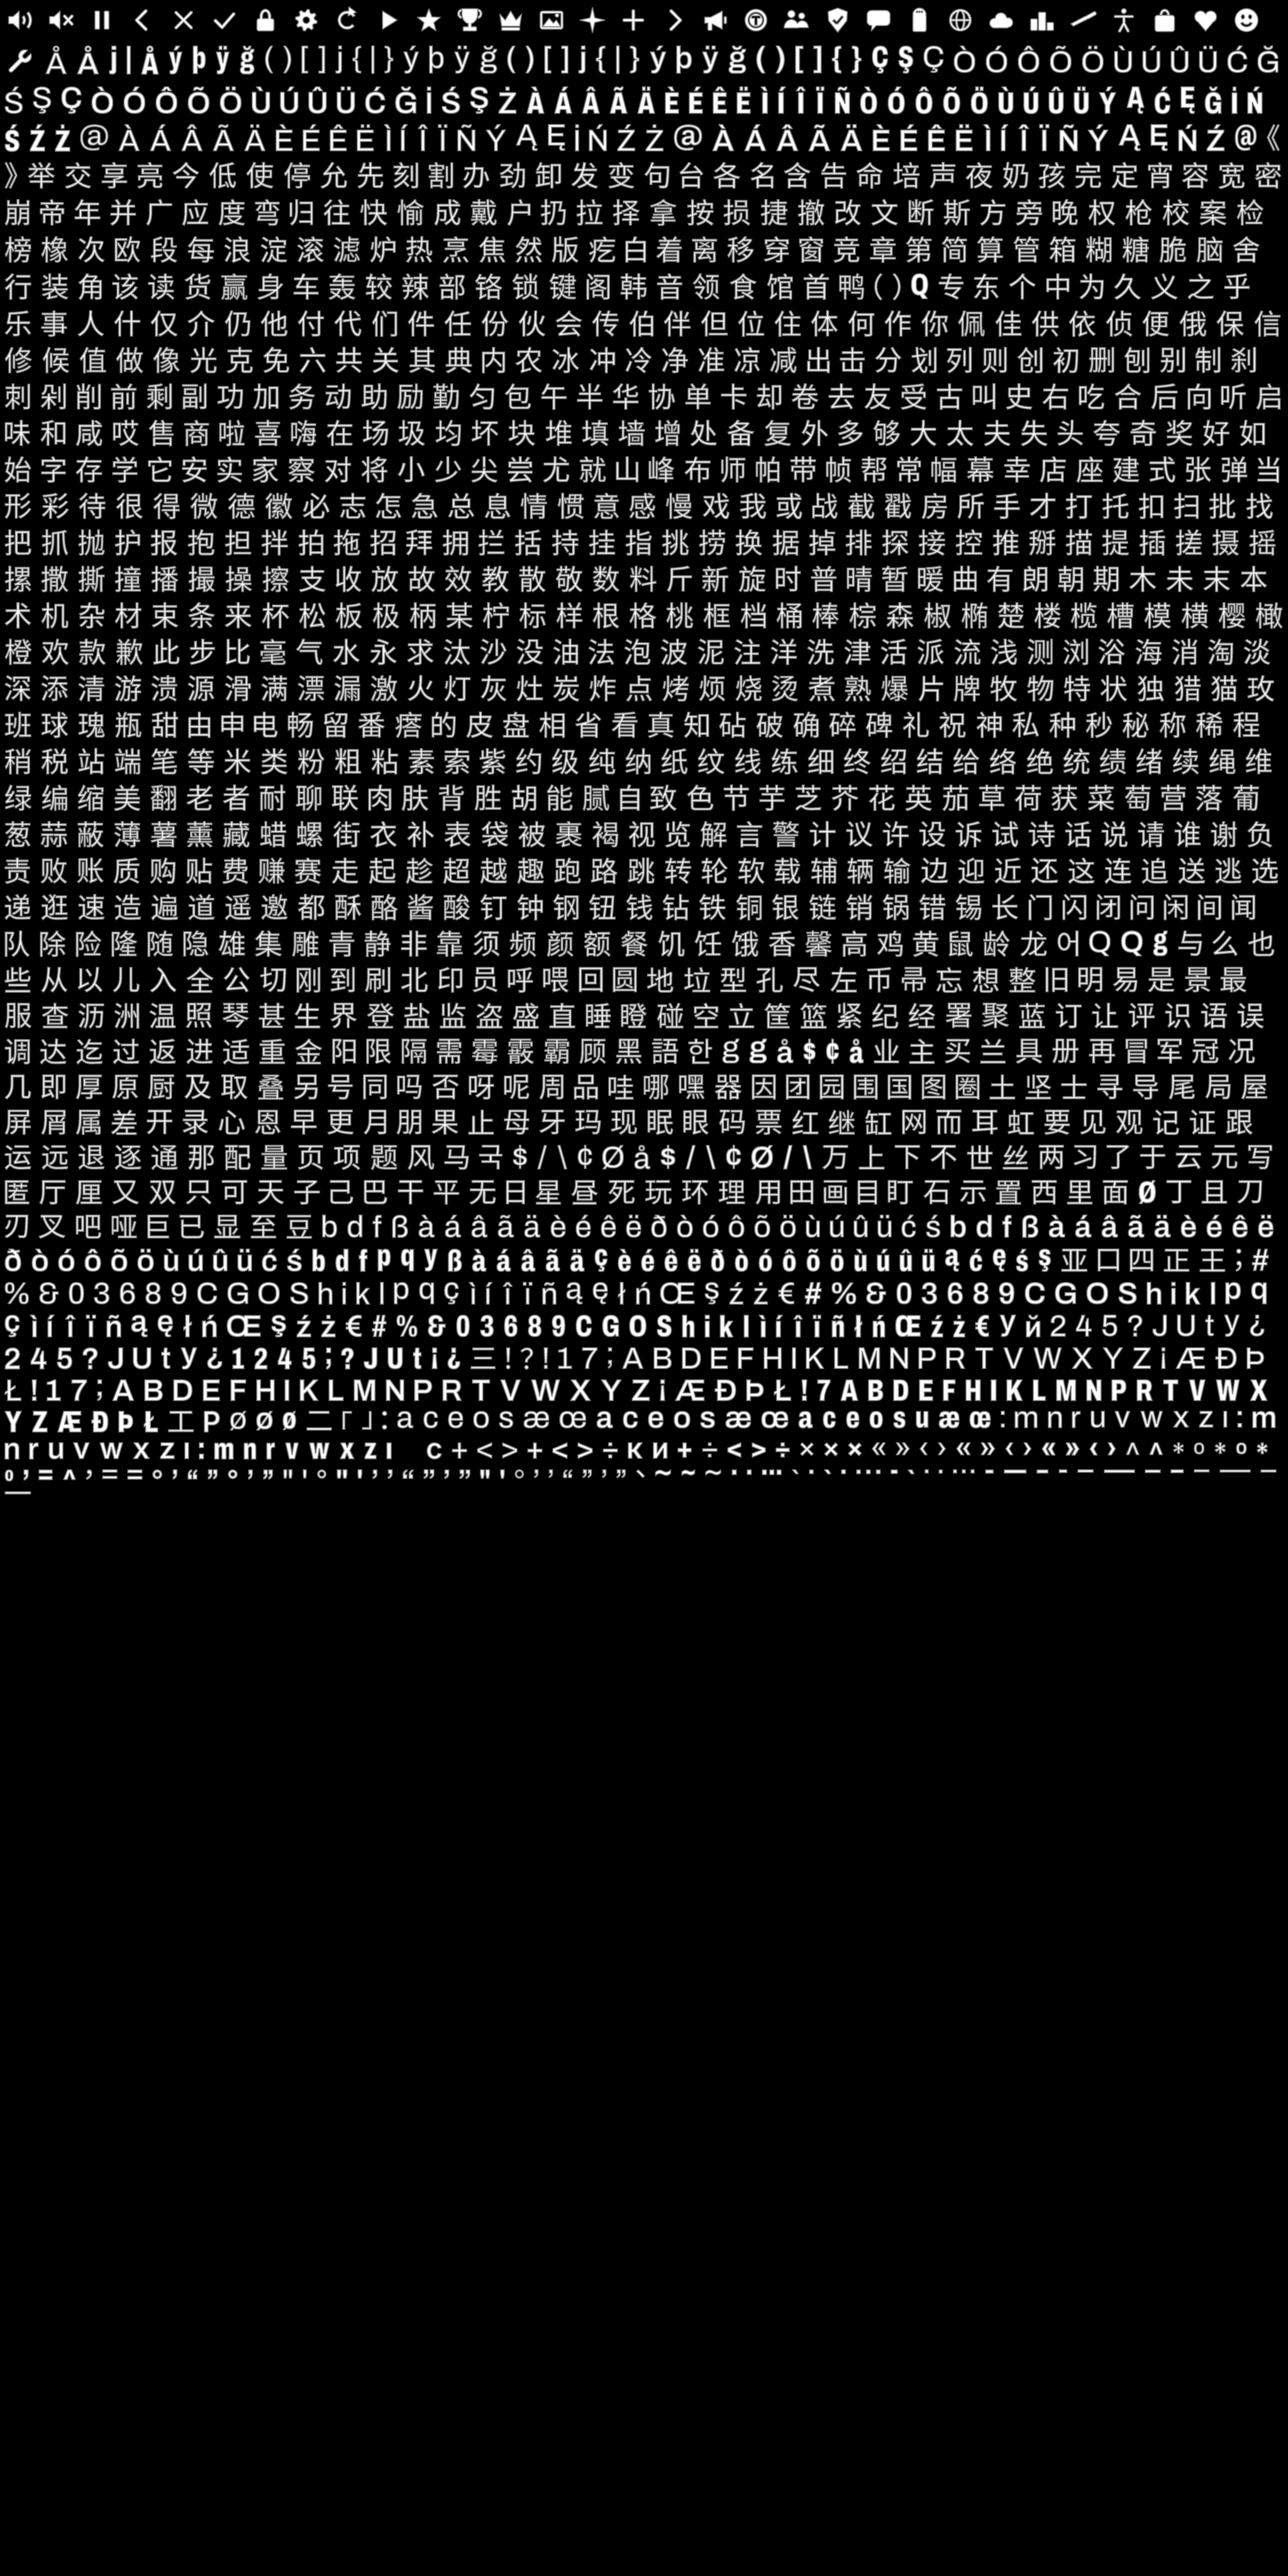 Å Å j | Å ý þ ÿ ğ ( ) [ ] j { | } ý þ ÿ ğ ( ) [ ] j { | } ý þ ÿ ğ ( ) [ ] { } Ç Ş Ç Ò Ó Ô Õ Ö Ù Ú Û Ü Ć Ğ
Ś Ş Ç Ò Ó Ô Õ Ö Ù Ú Û Ü Ć Ğ İ Ś Ş Ż À Á Â Ã Ä È É Ê Ë Ì Í Î Ï Ñ Ò Ó Ô Õ Ö Ù Ú Û Ü Ý Ą Ć Ę Ğ İ Ń
Ś Ź Ż @ À Á Â Ã Ä È É Ê Ë Ì Í Î Ï Ñ Ý Ą Ę İ Ń Ź Ż @ À Á Â Ã Ä È É Ê Ë Ì Í Î Ï Ñ Ý Ą Ę Ń Ź @ 《
》 举 交 享 亮 今 低 使 停 允 先 刻 割 办 劲 卸 发 变 句 台 各 名 含 告 命 培 声 夜 奶 孩 完 定 宵 容 宽 密
崩 帝 年 并 广 应 度 弯 归 往 快 愉 成 戴 户 扔 拉 择 拿 按 损 捷 撤 改 文 断 斯 方 旁 晚 权 枪 校 案 检
榜 橡 次 欧 段 每 浪 淀 滚 滤 炉 热 烹 焦 然 版 疙 白 着 离 移 穿 窗 竞 章 第 简 算 管 箱 糊 糖 脆 脑 舍
行 装 角 该 读 货 赢 身 车 轰 较 辣 部 铬 锁 键 阁 韩 音 领 食 馆 首 鸭 ( ) Q 专 东 个 中 为 久 义 之 乎
乐 事 人 什 仅 介 仍 他 付 代 们 件 任 份 伙 会 传 伯 伴 但 位 住 体 何 作 你 佩 佳 供 依 侦 便 俄 保 信
修 候 值 做 像 光 克 免 六 共 关 其 典 内 农 冰 冲 冷 净 准 凉 减 出 击 分 划 列 则 创 初 删 刨 别 制 刹
刺 剁 削 前 剩 副 功 加 务 动 助 励 勤 匀 包 午 半 华 协 单 卡 却 卷 去 友 受 古 叫 史 右 吃 合 后 向 听 启
味 和 咸 哎 售 商 啦 喜 嗨 在 场 圾 均 坏 块 堆 填 墙 增 处 备 复 外 多 够 大 太 夫 失 头 夸 奇 奖 好 如
始 字 存 学 它 安 实 家 察 对 将 小 少 尖 尝 尤 就 山 峰 布 师 帕 带 帧 帮 常 幅 幕 幸 店 座 建 式 张 弹 当
形 彩 待 很 得 微 德 徽 必 志 怎 急 总 息 情 惯 意 感 慢 戏 我 或 战 截 戳 房 所 手 才 打 托 扣 扫 批 找
把 抓 抛 护 报 抱 担 拌 拍 拖 招 拜 拥 拦 括 持 挂 指 挑 捞 换 据 掉 排 探 接 控 推 掰 描 提 插 搓 摄 摇
摞 撒 撕 撞 播 撮 操 擦 支 收 放 故 效 教 散 敬 数 料 斤 新 旋 时 普 晴 暂 暖 曲 有 朗 朝 期 木 未 末 本
术 机 杂 材 束 条 来 杯 松 板 极 柄 某 柠 标 样 根 格 桃 框 档 桶 棒 棕 森 椒 椭 楚 楼 榄 槽 模 横 樱 橄
橙 欢 款 歉 此 步 比 毫 气 水 永 求 汰 沙 没 油 法 泡 波 泥 注 洋 洗 津 活 派 流 浅 测 浏 浴 海 消 淘 淡
深 添 清 游 溃 源 滑 满 漂 漏 激 火 灯 灰 灶 炭 炸 点 烤 烦 烧 烫 煮 熟 爆 片 牌 牧 物 特 状 独 猎 猫 玫
班 球 瑰 瓶 甜 由 申 电 畅 留 番 瘩 的 皮 盘 相 省 看 真 知 砧 破 确 碎 碑 礼 祝 神 私 种 秒 秘 称 稀 程
稍 税 站 端 笔 等 米 类 粉 粗 粘 素 索 紫 约 级 纯 纳 纸 纹 线 练 细 终 绍 结 给 络 绝 统 绩 绪 续 绳 维
绿 编 缩 美 翻 老 者 耐 聊 联 肉 肤 背 胜 胡 能 腻 自 致 色 节 芋 芝 芥 花 英 茄 草 荷 获 菜 萄 营 落 葡
葱 蒜 蔽 薄 薯 薰 藏 蜡 螺 街 衣 补 表 袋 被 裹 褐 视 览 解 言 警 计 议 许 设 诉 试 诗 话 说 请 谁 谢 负
责 败 账 质 购 贴 费 赚 赛 走 起 趁 超 越 趣 跑 路 跳 转 轮 软 载 辅 辆 输 边 迎 近 还 这 连 追 送 逃 选
递 逛 速 造 遍 道 遥 邀 都 酥 酪 酱 酸 钉 钟 钢 钮 钱 钻 铁 铜 银 链 销 锅 错 锡 长 门 闪 闭 问 闲 间 闻
队 除 险 隆 随 隐 雄 集 雕 青 静 非 靠 须 频 颜 额 餐 饥 饪 饿 香 馨 高 鸡 黄 鼠 龄 龙 어 Q Q g 与 么 也
些 从 以 儿 入 全 公 切 刚 到 刷 北 印 员 呼 喂 回 圆 地 垃 型 孔 尽 左 币 帚 忘 想 整 旧 明 易 是 景 最
服 查 沥 洲 温 照 琴 甚 生 界 登 盐 监 盗 盛 直 睡 瞪 碰 空 立 筐 篮 紧 纪 经 署 聚 蓝 订 让 评 识 语 误
调 达 迄 过 返 进 适 重 金 阳 限 隔 需 霉 霰 霸 顾 黑 語 한 g g å $ ¢ å 业 主 买 兰 具 册 再 冒 军 冠 况
几 即 厚 原 厨 及 取 叠 另 号 同 吗 否 呀 呢 周 品 哇 哪 嘿 器 因 团 园 围 国 图 圈 土 坚 士 寻 导 尾 局 屋
屏 屑 属 差 开 录 心 恩 早 更 月 朋 果 止 母 牙 玛 现 眠 眼 码 票 红 继 缸 网 而 耳 虹 要 见 观 记 证 跟
运 远 退 逐 通 那 配 量 页 项 题 风 马 국 $ / \ ¢ Ø å $ / \ ¢ Ø / \ 万 上 下 不 世 丝 两 习 了 于 云 元 写
匿 厅 厘 又 双 只 可 天 子 己 巴 干 平 无 日 星 昼 死 玩 环 理 用 田 画 目 盯 石 示 置 西 里 面 Ø 丁 且 刀
刃 叉 吧 哑 巨 已 显 至 豆 b d f ß à á â ã ä è é ê ë ð ò ó ô õ ö ù ú û ü ć ś b d f ß à á â ã ä è é ê ë
ð ò ó ô õ ö ù ú û ü ć ś b d f p q y ß à á â ã ä ç è é ê ë ð ò ó ô õ ö ù ú û ü ą ć ę ś ş 亚 口 四 正 王 ; #
% & 0 3 6 8 9 C G O S h i k l p q ç ì í î ï ñ ą ę ł ń Œ ş ź ż € # % & 0 3 6 8 9 C G O S h i k l p q
ç ì í î ï ñ ą ę ł ń Œ ş ź ż € # % & 0 3 6 8 9 C G O S h i k l ì í î ï ñ ł ń Œ ź ż € У й 2 4 5 ? J U t y ¿
2 4 5 ? J U t y ¿ 1 2 4 5 ; ? J U t ¡ ¿ 三 ! ? ! 1 7 ; A B D E F H I K L M N P R T V W X Y Z ¡ Æ Ð Þ
Ł ! 1 7 ; A B D E F H I K L M N P R T V W X Y Z ¡ Æ Ð Þ Ł ! 7 A B D E F H I K L M N P R T V W X
Y Z Æ Ð Þ Ł 工 Р ø ø ø 二 「 」 : a c e o s æ œ a c e o s æ œ a c e o s u æ œ : m n r u v w x z ı : m
n r u v w x z ı : m n r v w x z ı с + < > + < > ÷ к и + ÷ < > ÷ × × × « » ‹ › « » ‹ › « » ‹ › ^ ^ * º * º *